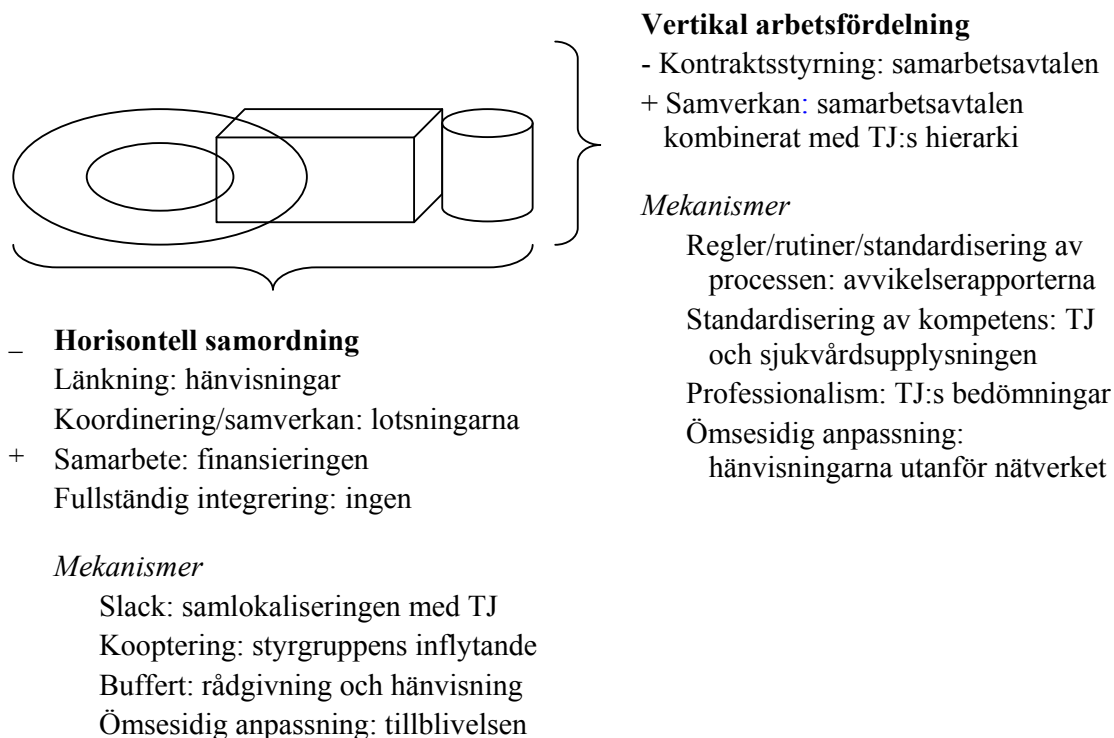 Vertikal arbetsfördelning
- Kontraktsstyrning: samarbetsavtalen
+ Samverkan: samarbetsavtalen
kombinerat med TJ:s hierarki
Mekanismer
Regler/rutiner/standardisering av
processen: avvikelserapporterna
Standardisering av kompetens: TJ
och sjukvårdsupplysningen
Professionalism: TJ:s bedömningar
Ömsesidig anpassning:
hänvisningarna utanför nätverket
– Horisontell samordning
Länkning: hänvisningar
Koordinering/samverkan: lotsningarna
+ Samarbete: finansieringen
Fullständig integrering: ingen
Mekanismer
Slack: samlokaliseringen med TJ
Kooptering: styrgruppens inflytande
Buffert: rådgivning och hänvisning
Ömsesidig anpassning: tillblivelsen